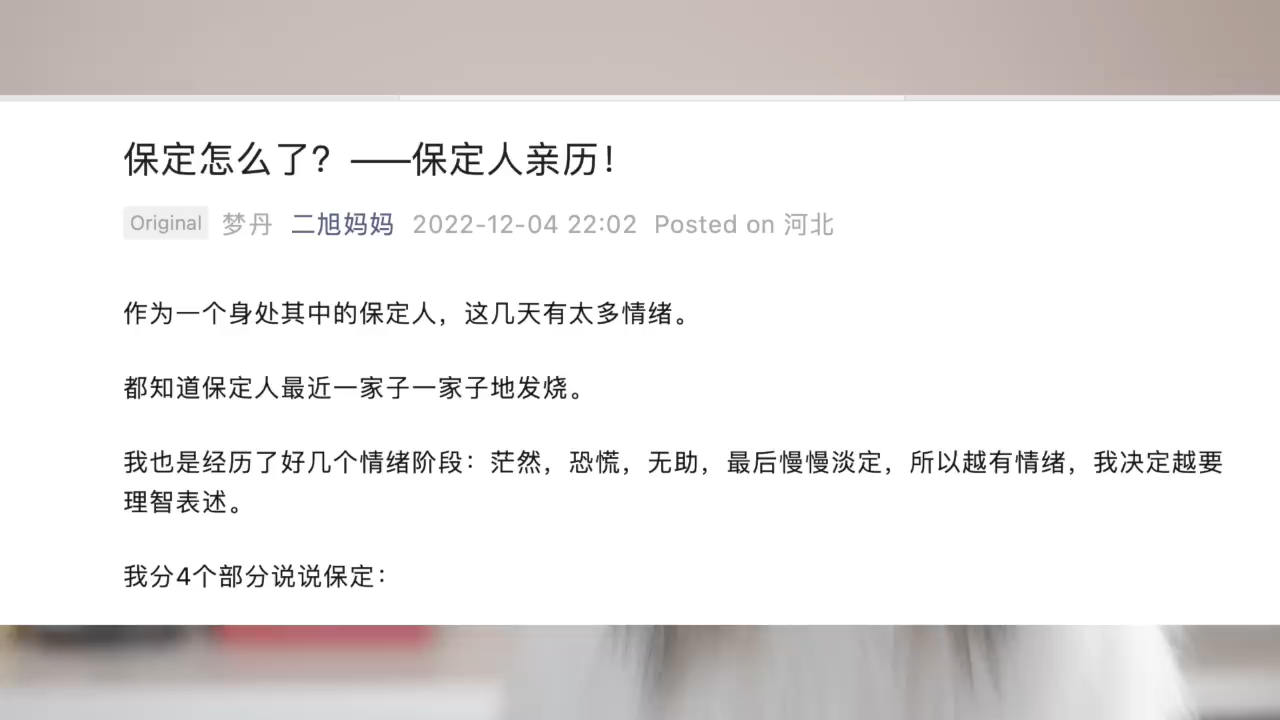 保定怎么了？——保定人亲历！
Original 梦丹 二旭妈妈 2022-12-04 22:02 Posted on 河北
作为一个身处其中的保定人，这几天有太多情绪。
都知道保定人最近一家子一家子地发烧。
我也是经历了好几个情绪阶段：茫然，恐慌，无助，最后慢慢淡定，所以越有情绪，我决定越要
理智表述。
我分4个部分说说保定：